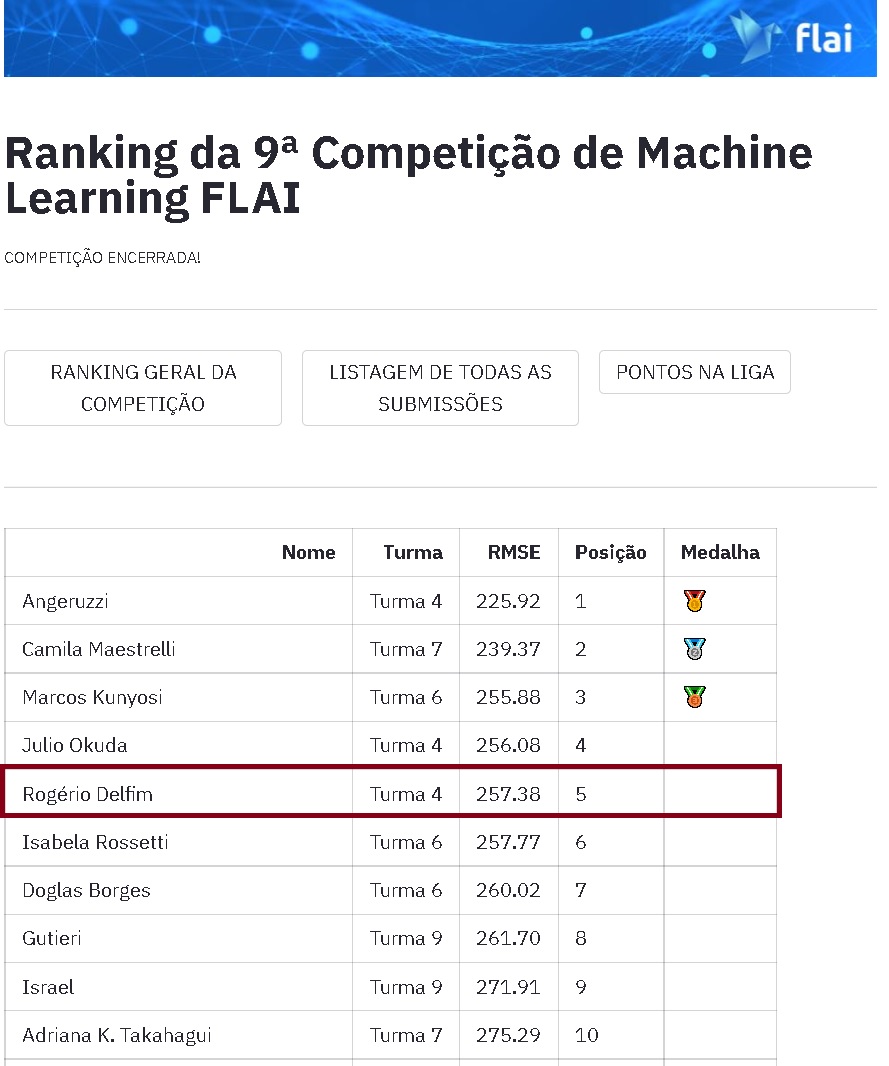 flai
Ranking da 9ª Competição de Machine
Learning FLAI
COMPETIÇÃO ENCERRADA!
RANKING GERAL DA
COMPETIÇÃO
LISTAGEM DE TODAS AS
SUBMISSÕES
PONTOS NA LIGA
Nome Turma RMSE Posição Medalha
Angeruzzi Turma 4 225.92 1
Camila Maestrelli Turma 7 239.37 2
Marcos Kunyosi Turma 6 255.88 3
Julio Okuda Turma 4 256.08 4
Rogério Delfim Turma 4 257.38 5
Isabela Rossetti Turma 6 257.77 6
Doglas Borges Turma 6 260.02 7
Gutieri Turma 9 261.70 8
Israel Turma 9 271.91 9
Adriana K. Takahagui Turma 7 275.29 10